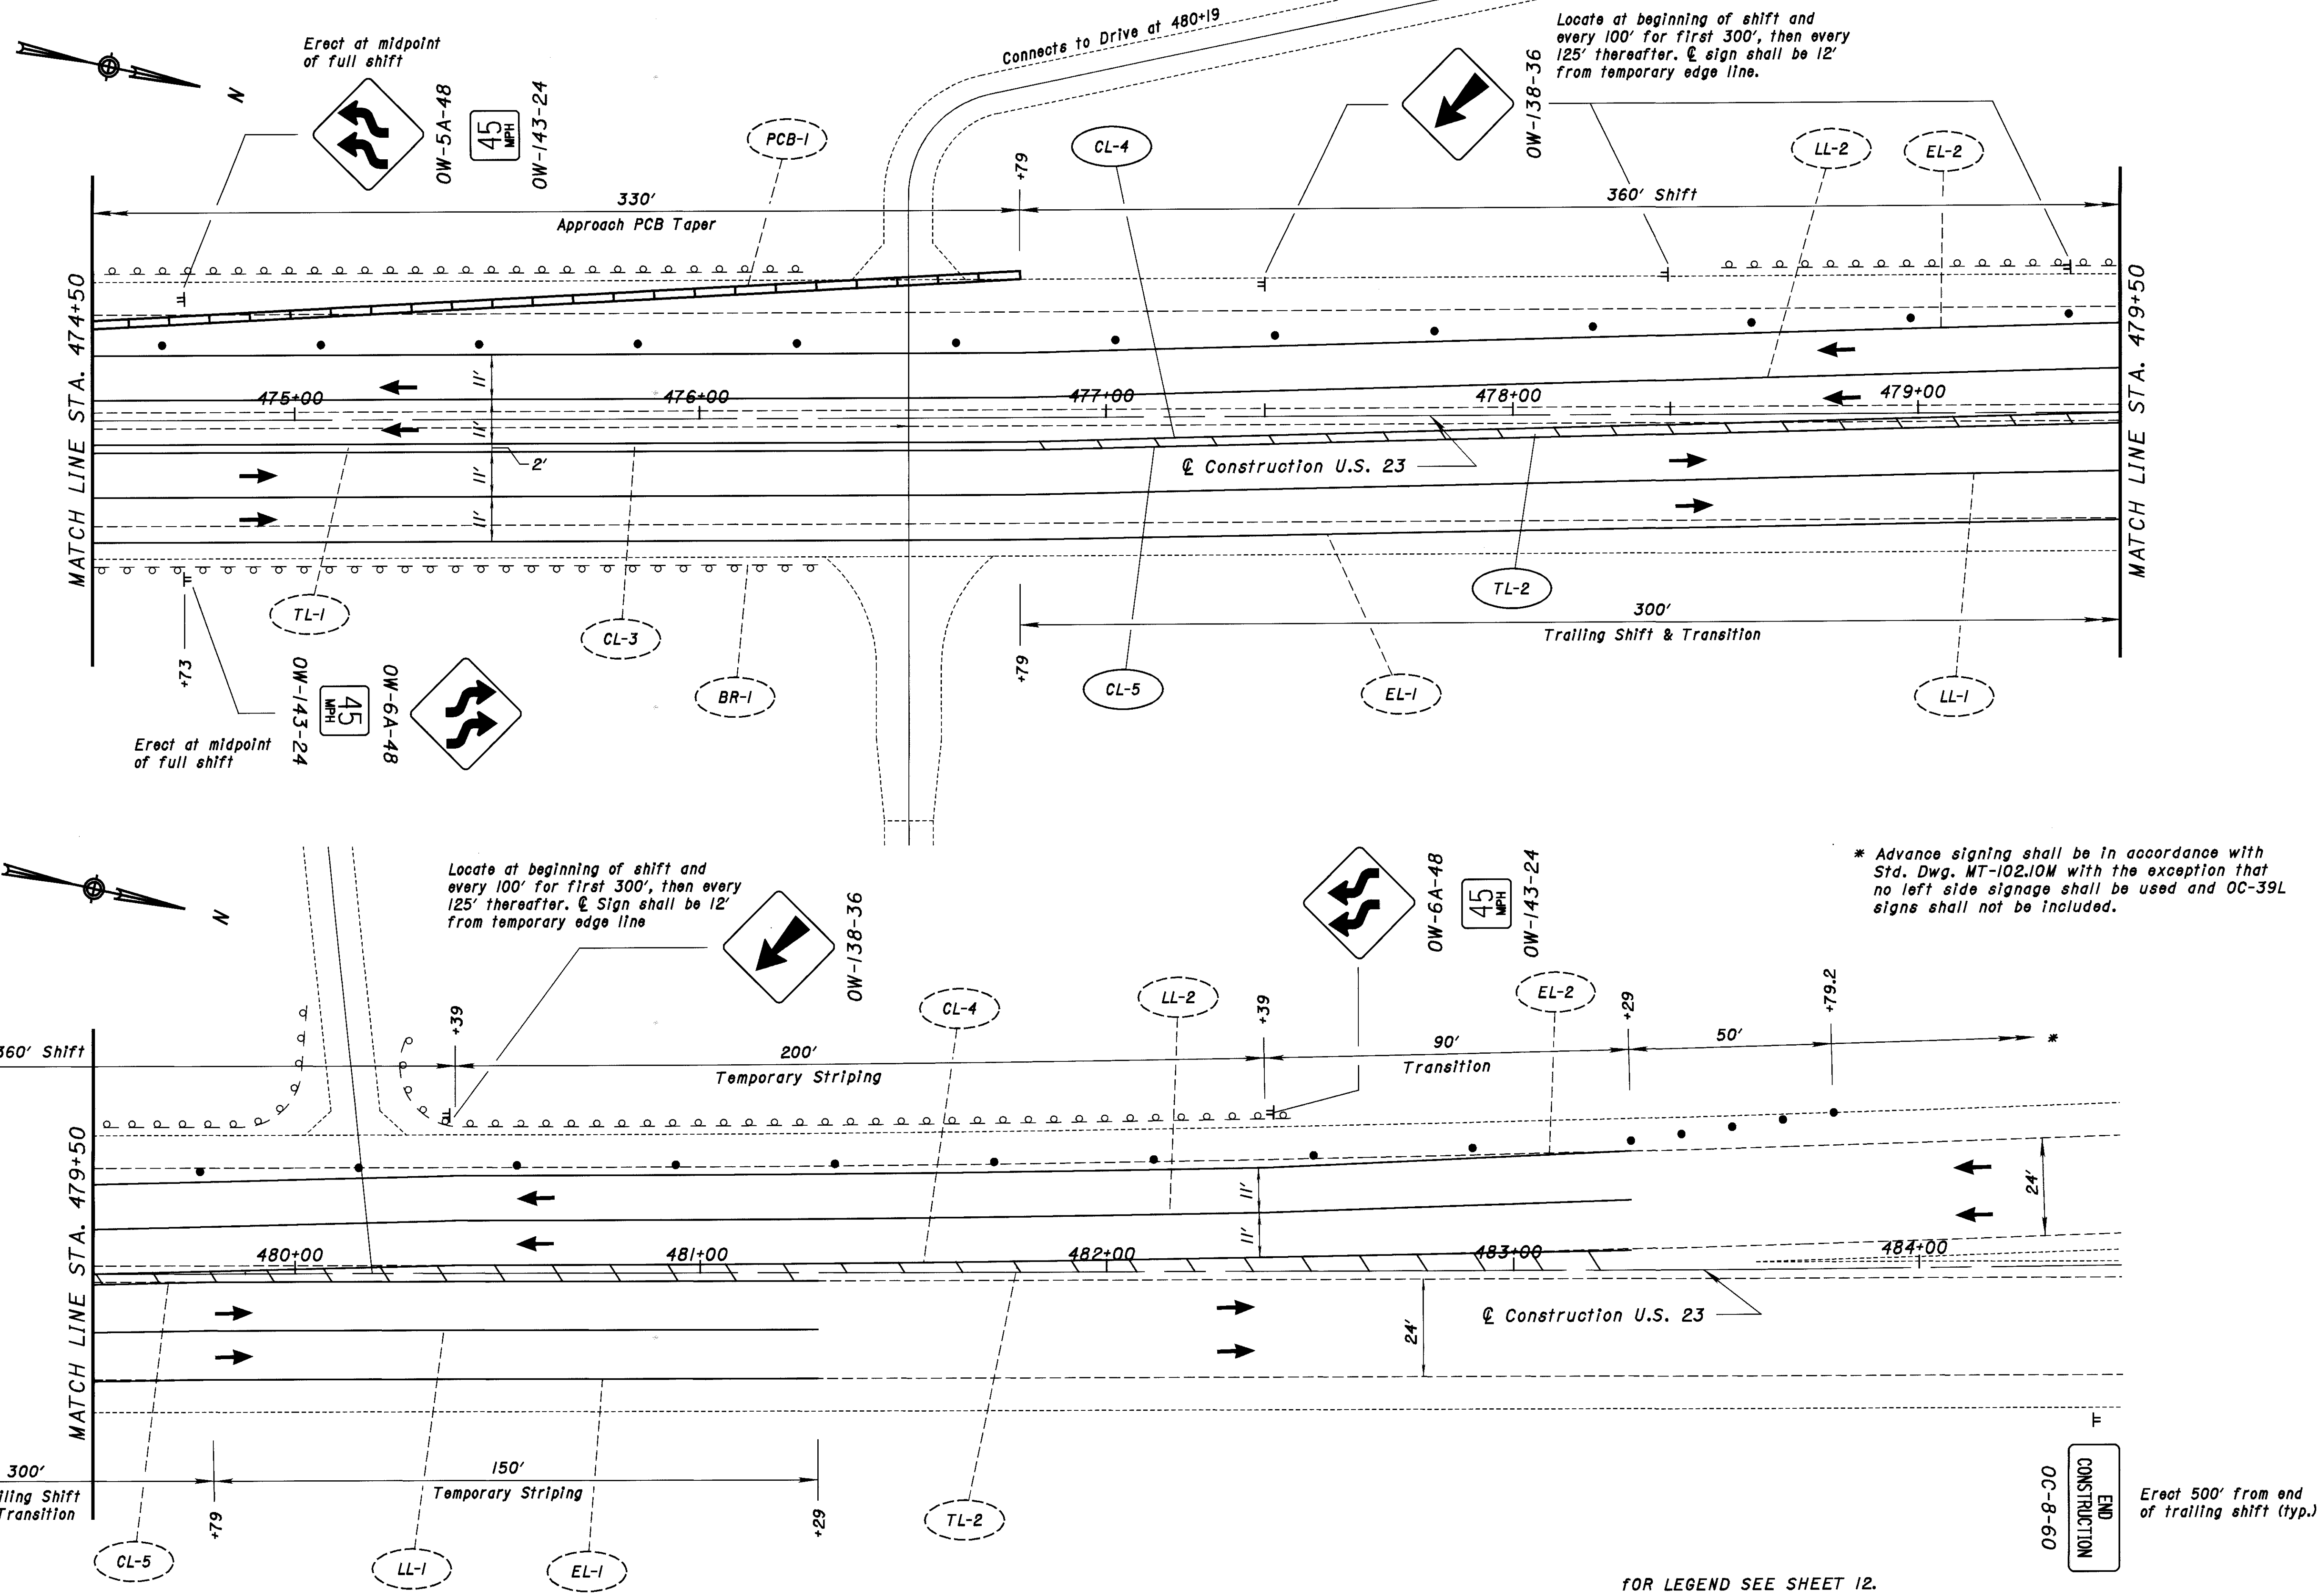 Erect at midpoint
of full shift
N
OW-5A-48
45
MPH
OW-143-24
PCB-1
Connects to Drive at 480+19
CL-4
+79
OW-138-36
Locate at beginning of shift and
every 100' for first 300', then every
125' thereafter. ℄ sign shall be 12'
from temporary edge line.
LL-2
EL-2
330'
Approach PCB Taper
360' Shift
MATCH LINE STA. 474+50
11'
11'
2'
11'
11'
475+00
476+00
477+00
478+00
479+00
℄ Construction U.S. 23
MATCH LINE STA. 479+50
TL-1
CL-3
BR-1
+73
+79
CL-5
EL-1
TL-2
LL-1
300'
Trailing Shift & Transition
Erect at midpoint
of full shift
OW-143-24
45
MPH
OW-6A-48
N
Locate at beginning of shift and
every 100' for first 300', then every
125' thereafter. ℄ Sign shall be 12'
from temporary edge line
OW-138-36
OW-6A-48
45
MPH
OW-143-24
* Advance signing shall be in accordance with
Std. Dwg. MT-102.10M with the exception that
no left side signage shall be used and OC-39L
signs shall not be included.
CL-4
LL-2
EL-2
360' Shift
+39
200'
Temporary Striping
+39
90'
Transition
+29
50'
+79.2
*
MATCH LINE STA. 479+50
11'
11'
24'
480+00
481+00
482+00
483+00
484+00
24'
℄ Construction U.S. 23
300'
iling Shift
Transition
+79
150'
Temporary Striping
+29
CL-5
LL-1
EL-1
TL-2
OC-8-60
END
CONSTRUCTION
Erect 500' from end
of trailing shift (typ.)
fOR LEGEND SEE SHEET 12.